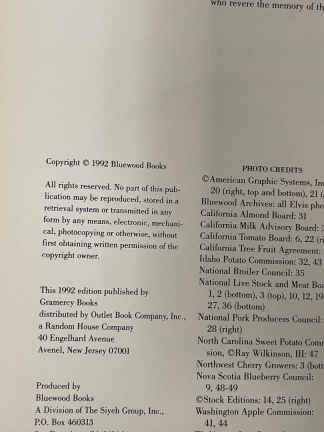 who revere the memory of th
Copyright © 1992 Bluewood Books
All rights reserved. No part of this pub-
lication may be reproduced, stored in a
retrieval system or transmitted in any
form by any means, electronic, mechani-
cal, photocopying or otherwise, without
first obtaining written permission of the
copyright owner.
This 1992 edition published by
Gramercy Books
distributed by Outlet Book Company, Inc.,
a Random House Company
40 Engelhard Avenue
Avenel, New Jersey 07001
Produced by
Bluewood Books
A Division of The Siyeh Group, Inc.,
P.O. Box 460313
PHOTO CREDITS
©American Graphic Systems, Inc
20 (right, top and bottom), 21 (
Bluewood Archives: all Elvis pho
California Almond Board: 31
California Milk Advisory Board: 3
California Tomato Board: 6, 22 (ri
California Tree Fruit Agreement:
Idaho Potato Commission: 32, 43
National Broiler Council: 35
National Live Stock and Meat Boa
1, 2 (bottom), 3 (top), 10, 12, 19
27, 36 (bottom)
National Pork Producers Council:
28 (right)
North Carolina Sweet Potato Com
sion, ©Ray Wilkinson, III: 47
Northwest Cherry Growers: 3 (bott
Nova Scotia Blueberry Council:
9, 48-49
©Stock Editions: 14, 25 (right)
Washington Apple Commission:
41, 44